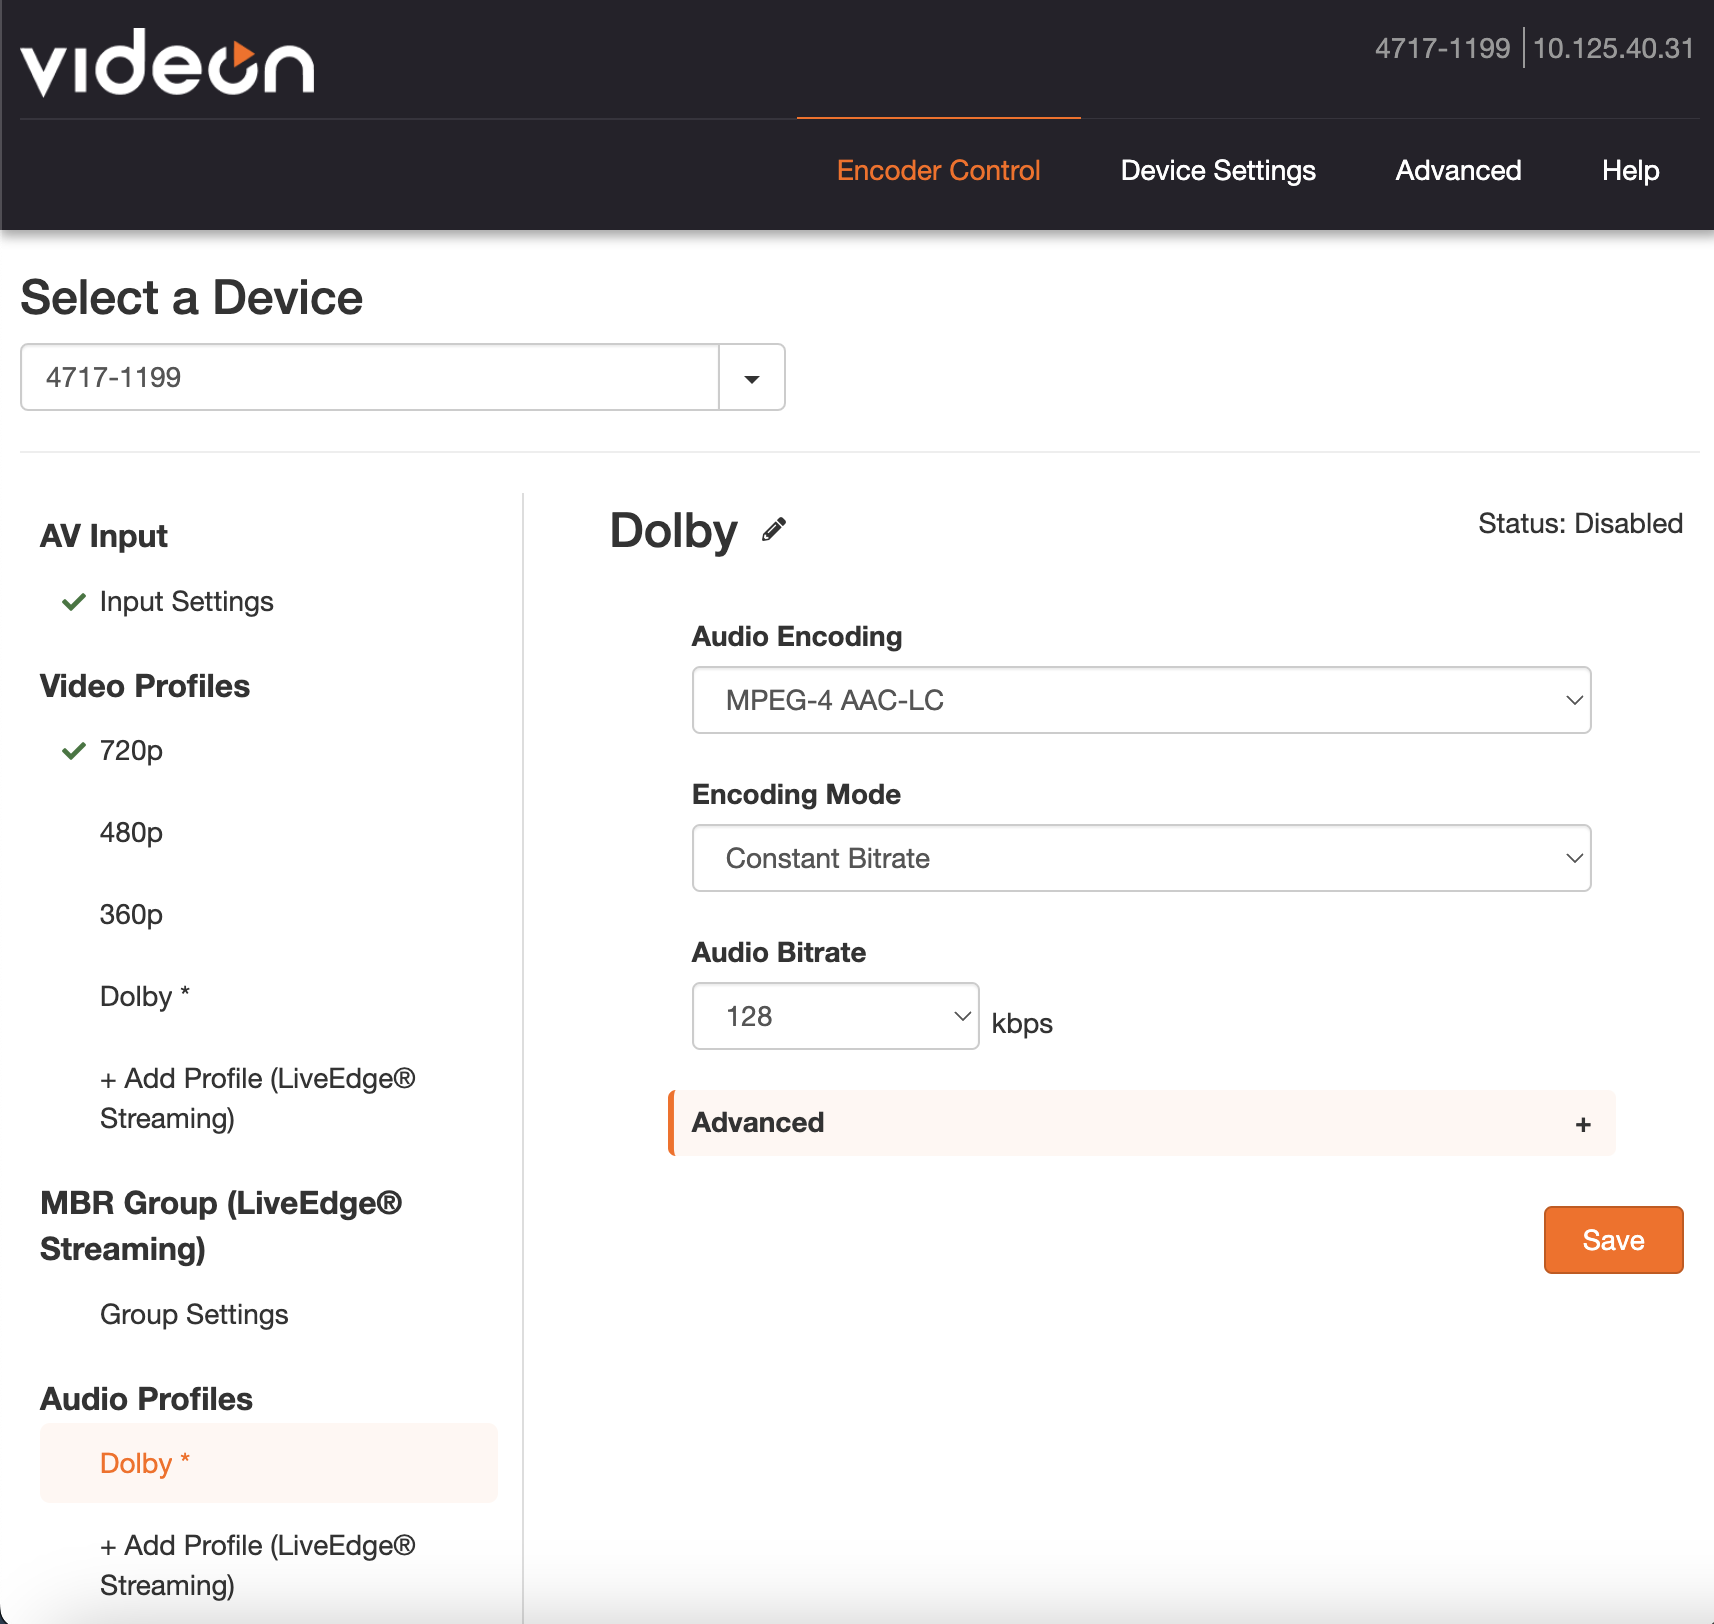 videon
4717-1199 10.125.40.31
Encoder Control Device Settings Advanced Help
Select a Device
4717-1199
AV Input
Input Settings
Video Profiles
720p
480p
360p
Dolby *
+ Add Profile (LiveEdge®
Streaming)
MBR Group (LiveEdge®
Streaming)
Group Settings
Audio Profiles
Dolby *
+ Add Profile (LiveEdge®
Streaming)
Dolby
Status: Disabled
Audio Encoding
MPEG-4 AAC-LC
Encoding Mode
Constant Bitrate
Audio Bitrate
128 kbps
Advanced +
Save